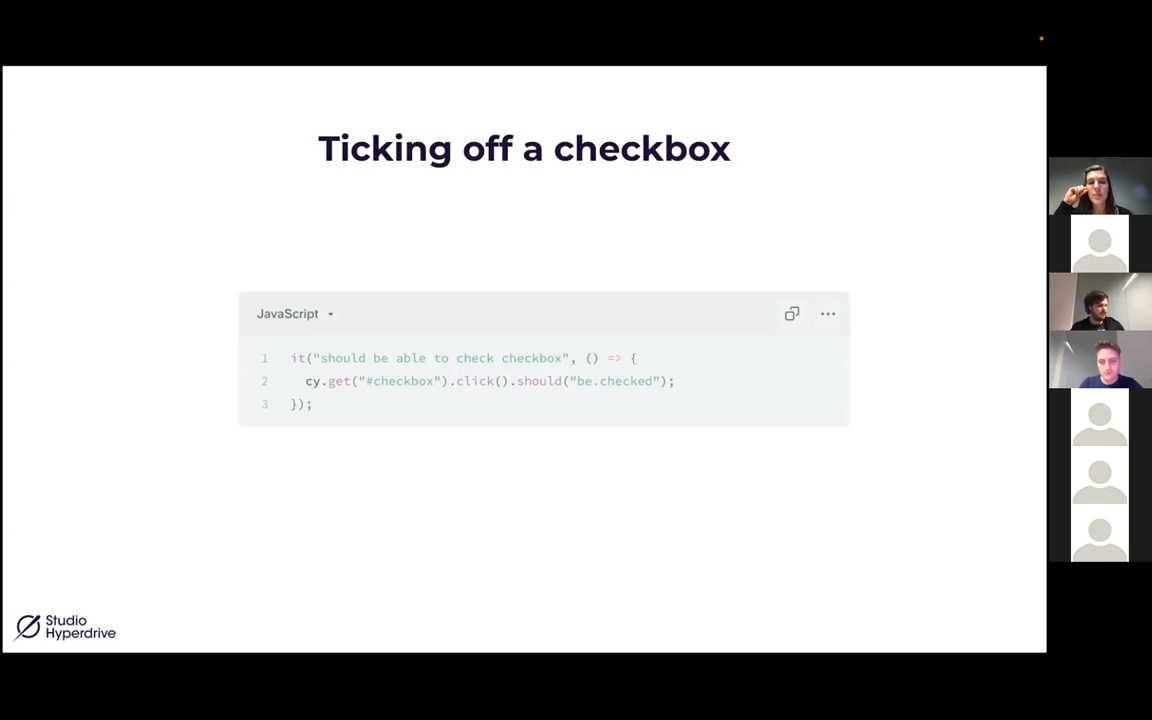 Ticking off a checkbox
JavaScript
1 it("should be able to check checkbox", () => {
2 cy.get("#checkbox").click().should("be.checked");
3 });
Studio
Hyperdrive